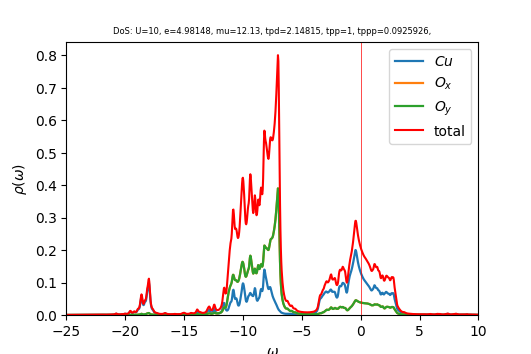 DoS: U=10, e=4.98148, mu=12.13, tpd=2.14815, tpp=1, tppp=0.0925926,
ρ(ω)
0.8
0.7
0.6
0.5
0.4
0.3
0.2
0.1
0.0
Cu
Oₓ
O_y
total
−25 −20 −15 −10 −5 0 5 10
ω